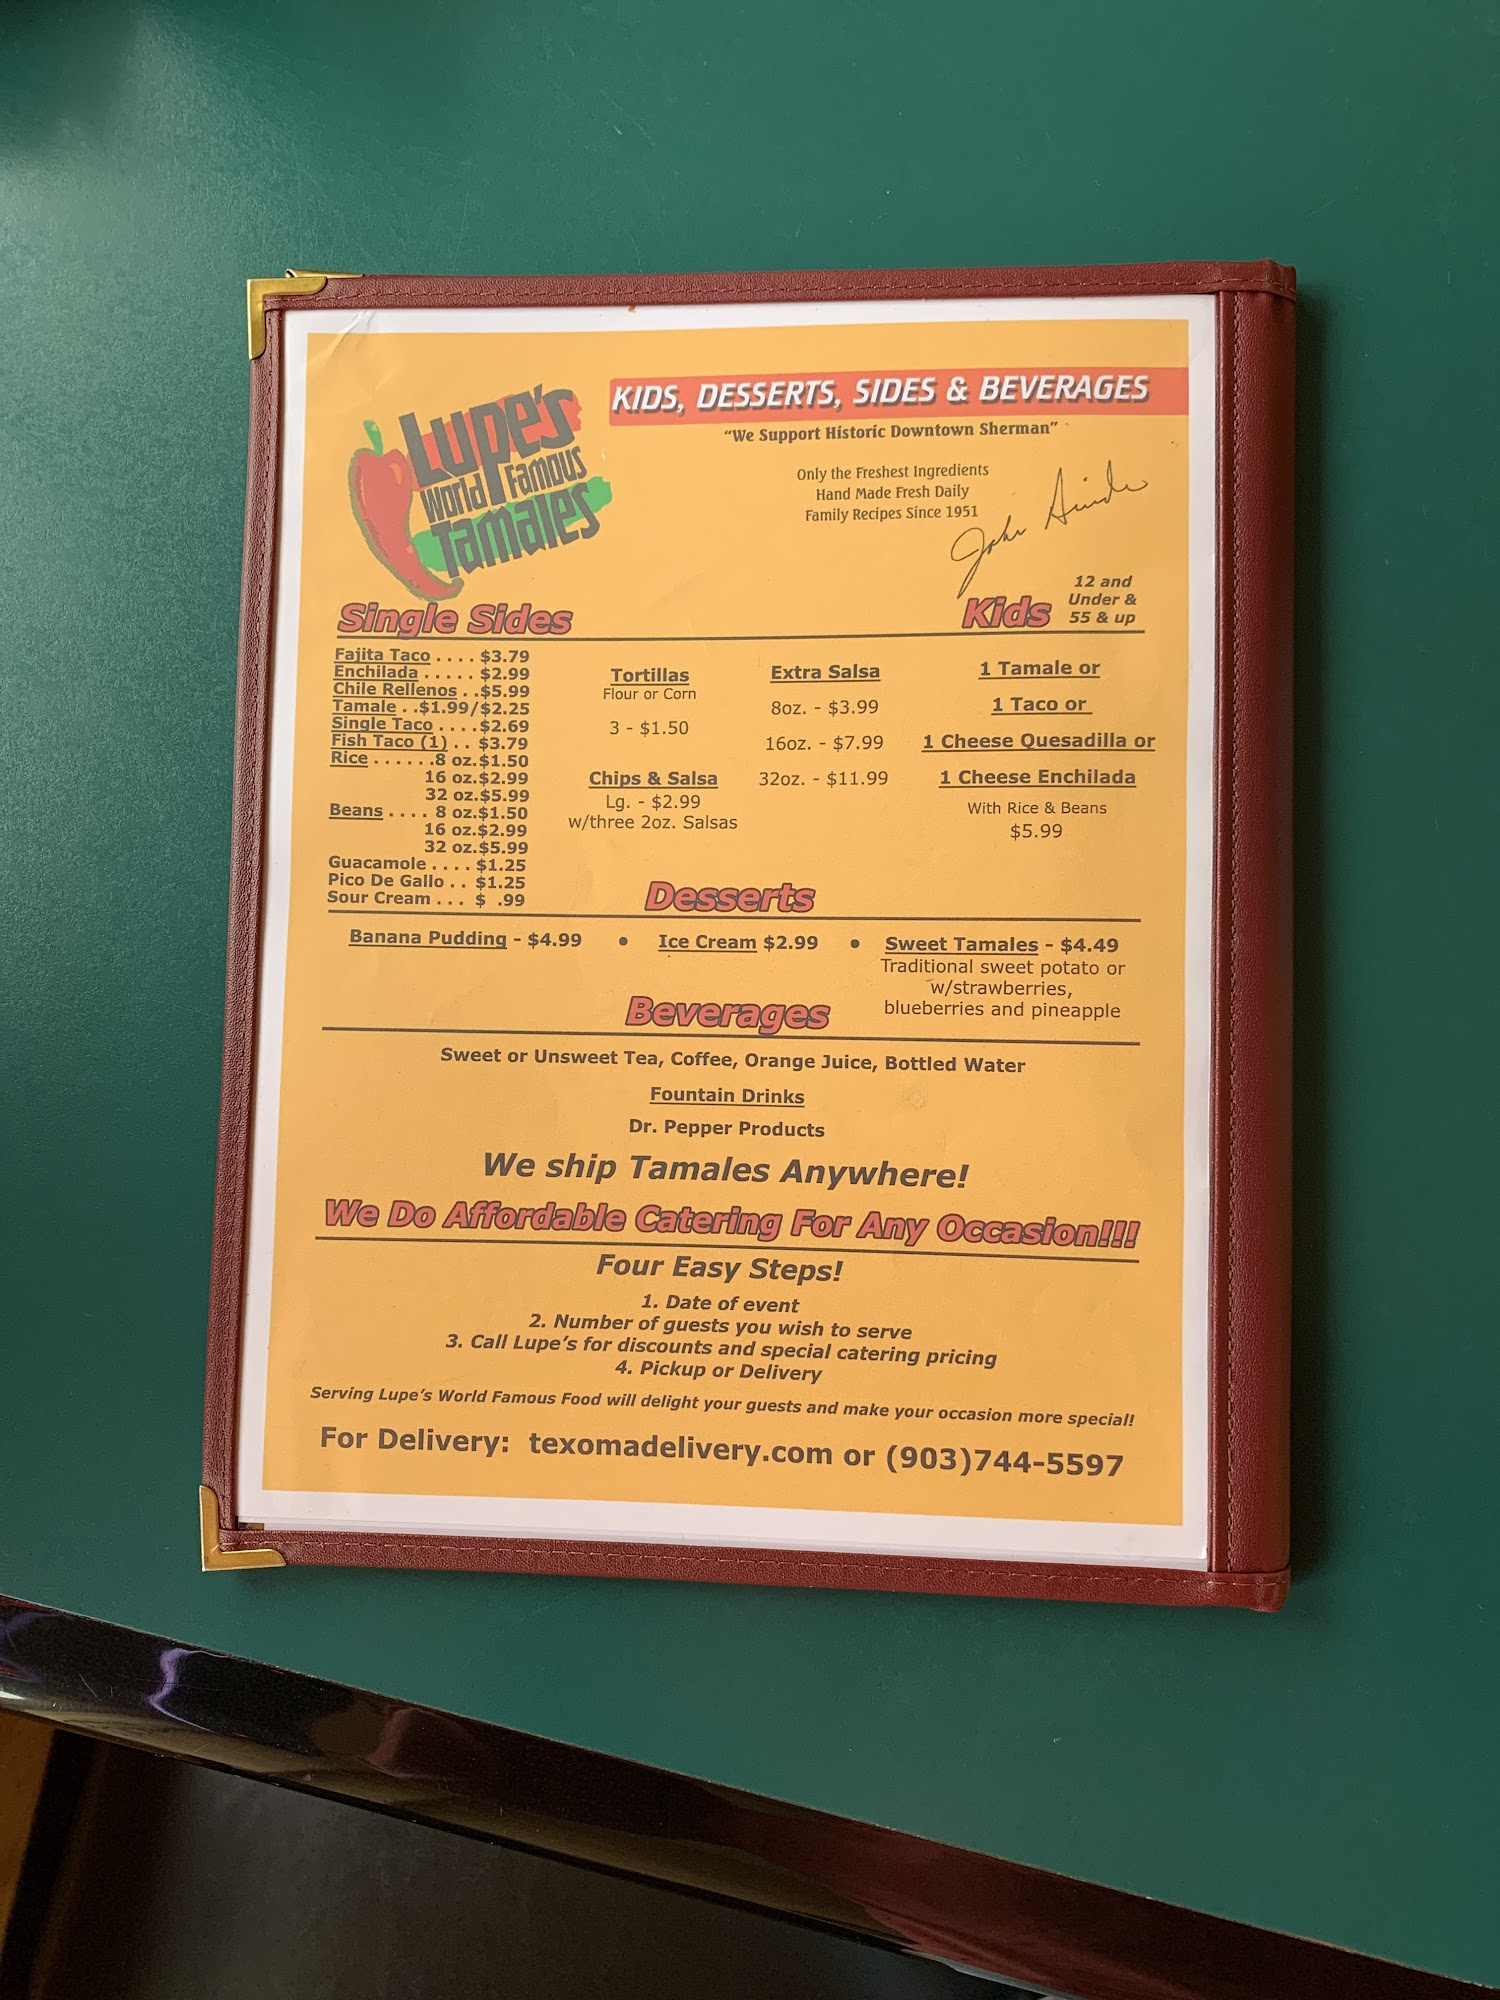 Lupe's
World Famous
Tamales
KIDS, DESSERTS, SIDES & BEVERAGES
“We Support Historic Downtown Sherman”
Only the Freshest Ingredients
Hand Made Fresh Daily
Family Recipes Since 1951
Single Sides
Fajita Taco . . . . $3.79
Enchilada . . . . . $2.99
Chile Rellenos . .$5.99
Tamale . .$1.99/$2.25
Single Taco . . . .$2.69
Fish Taco (1) . . $3.79
Rice . . . . . .8 oz.$1.50
16 oz.$2.99
32 oz.$5.99
Beans . . . . 8 oz.$1.50
16 oz.$2.99
32 oz.$5.99
Guacamole . . . . $1.25
Pico De Gallo . . $1.25
Sour Cream . . . $ .99
Tortillas
Flour or Corn
3 - $1.50
Chips & Salsa
Lg. - $2.99
w/three 2oz. Salsas
Extra Salsa
8oz. - $3.99
16oz. - $7.99
32oz. - $11.99
Kids
12 and
Under &
55 & up
1 Tamale or
1 Taco or
1 Cheese Quesadilla or
1 Cheese Enchilada
With Rice & Beans
$5.99
Desserts
Banana Pudding - $4.99 • Ice Cream $2.99 • Sweet Tamales - $4.49
Traditional sweet potato or
w/strawberries,
blueberries and pineapple
Beverages
Sweet or Unsweet Tea, Coffee, Orange Juice, Bottled Water
Fountain Drinks
Dr. Pepper Products
We ship Tamales Anywhere!
We Do Affordable Catering For Any Occasion!!!
Four Easy Steps!
1. Date of event
2. Number of guests you wish to serve
3. Call Lupe’s for discounts and special catering pricing
4. Pickup or Delivery
Serving Lupe’s World Famous Food will delight your guests and make your occasion more special!
For Delivery: texomadelivery.com or (903)744-5597